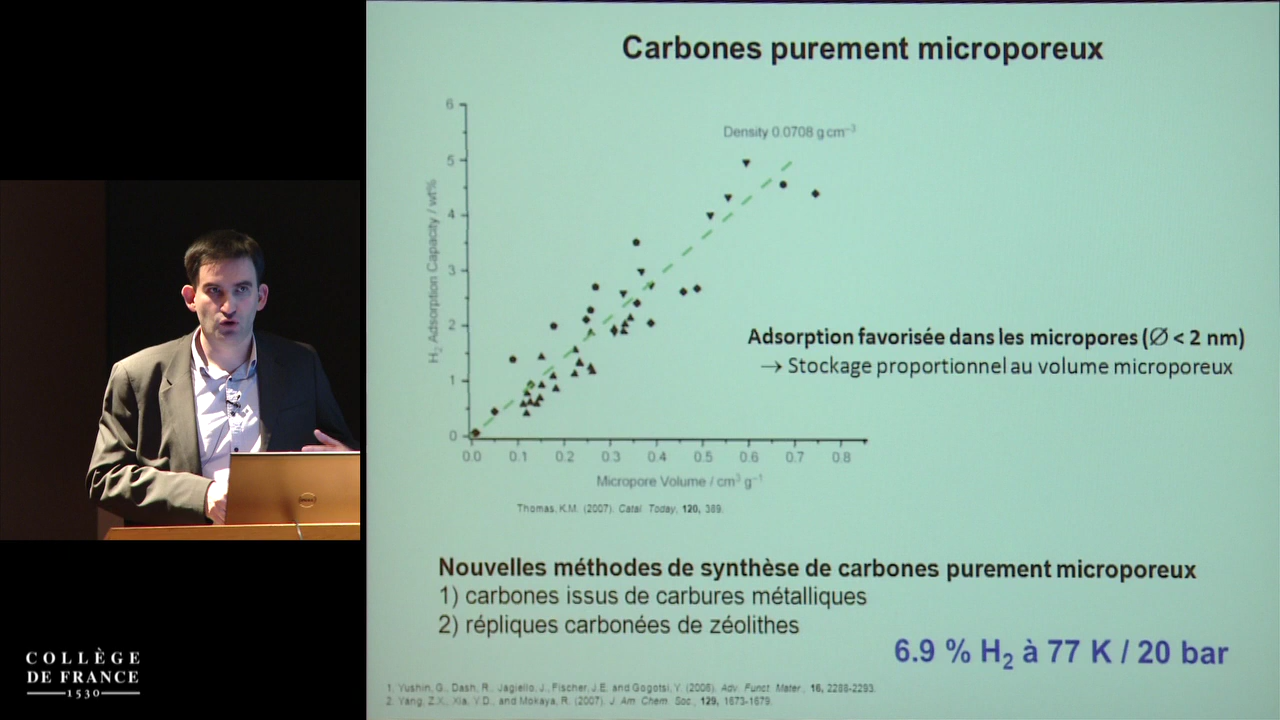 Carbones purement microporeux
6
Density 0.0708 g cm⁻³
5
4
3
2
1
0
H₂ Adsorption Capacity / wt%
0.0 0.1 0.2 0.3 0.4 0.5 0.6 0.7 0.8
Micropore Volume / cm³ g⁻¹
Thomas, K.M. (2007). Catal. Today, 120, 389.
Adsorption favorisée dans les micropores (Ø < 2 nm)
→ Stockage proportionnel au volume microporeux
Nouvelles méthodes de synthèse de carbones purement microporeux
1) carbones issus de carbures métalliques
2) répliques carbonées de zéolithes
6.9 % H₂ à 77 K / 20 bar
1. Yushin, G., Dash, R., Jagiello, J., Fischer, J.E. and Gogotsi, Y. (2006). Adv. Funct. Mater., 16, 2288-2293.
2. Yang, Z.X., Xia, Y.D., and Mokaya, R. (2007). J. Am. Chem. Soc., 129, 1673-1679.
DELL
COLLÈGE
DE FRANCE
1530